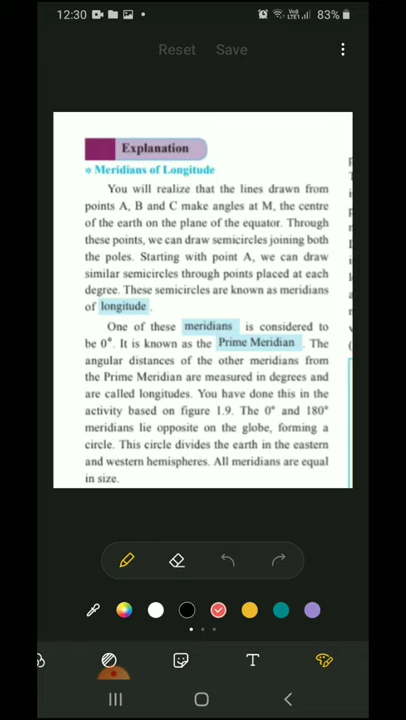 12:30
VoLTE1 83%
Reset Save
Explanation
Meridians of Longitude
You will realize that the lines drawn from
points A, B and C make angles at M, the centre
of the earth on the plane of the equator. Through
these points, we can draw semicircles joining both
the poles. Starting with point A, we can draw
similar semicircles through points placed at each
degree. These semicircles are known as meridians
of longitude .
One of these meridians is considered to
be 0°. It is known as the Prime Meridian . The
angular distances of the other meridians from
the Prime Meridian are measured in degrees and
are called longitudes. You have done this in the
activity based on figure 1.9. The 0° and 180°
meridians lie opposite on the globe, forming a
circle. This circle divides the earth in the eastern
and western hemispheres. All meridians are equal
in size.
T